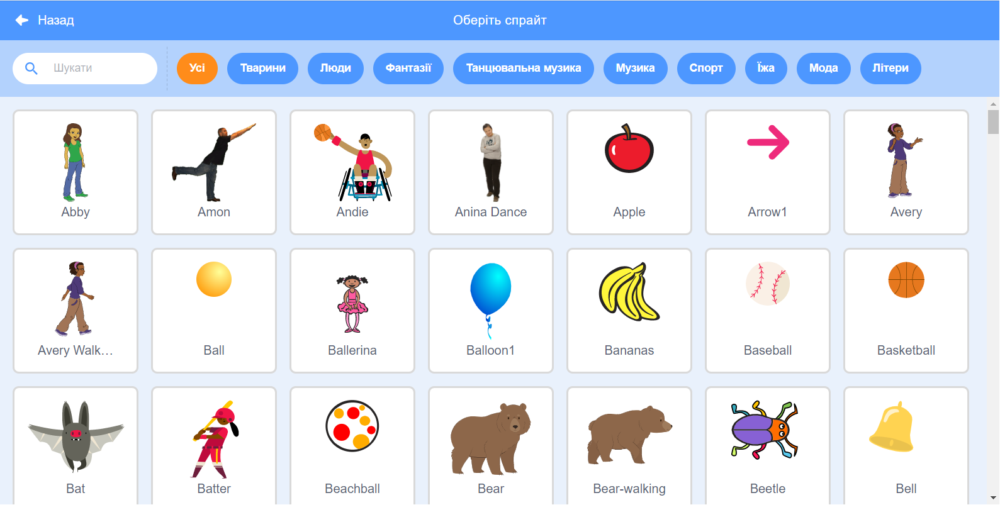 Назад
Оберіть спрайт
Шукати
Усі
Тварини
Люди
Фантазії
Танцювальна музика
Музика
Спорт
Їжа
Мода
Літери
Abby
Amon
Andie
Anina Dance
Apple
Arrow1
Avery
Avery Walk...
Ball
Ballerina
Balloon1
Bananas
Baseball
Basketball
Bat
Batter
Beachball
Bear
Bear-walking
Beetle
Bell